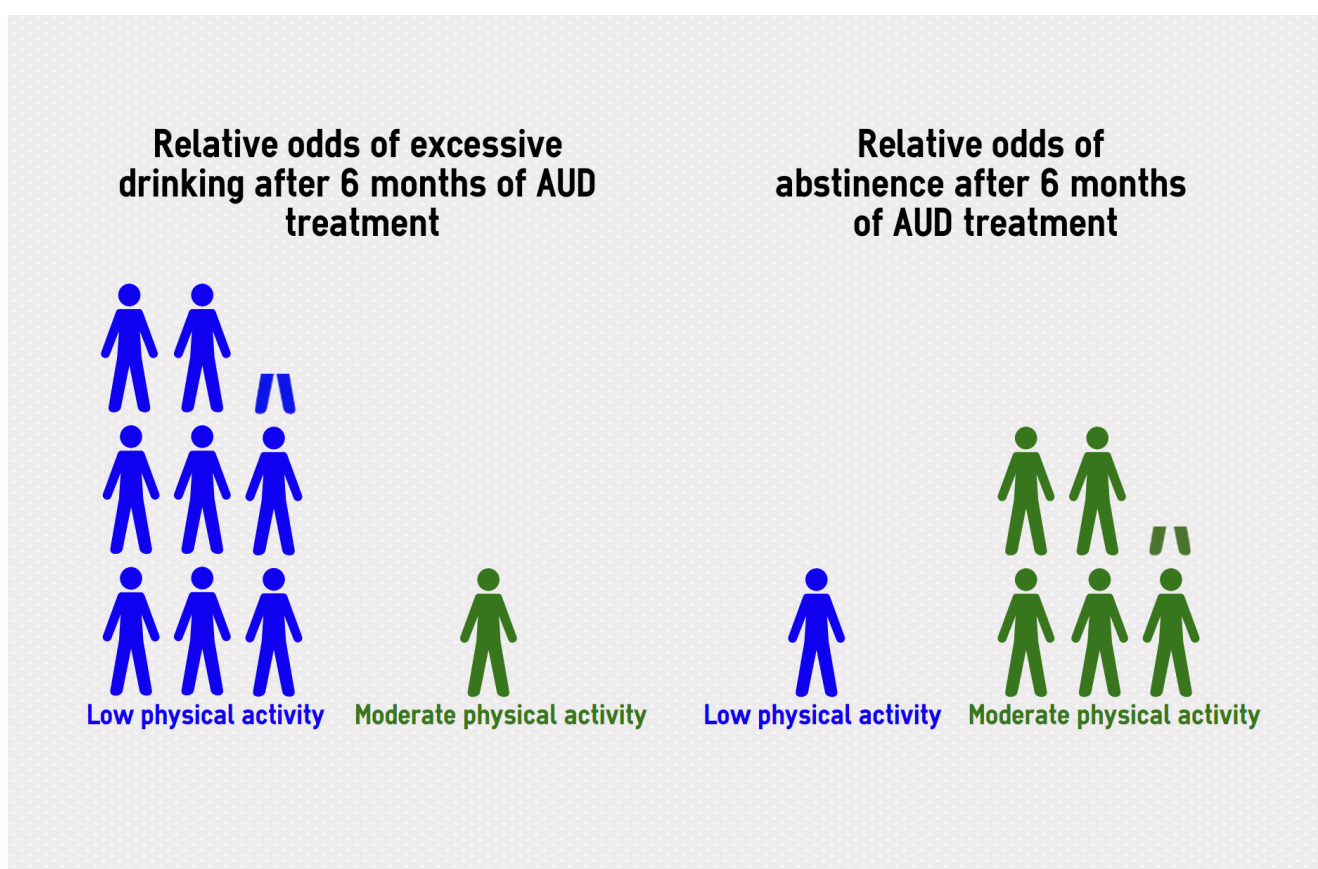 Relative odds of excessive
drinking after 6 months of AUD
treatment
Relative odds of
abstinence after 6 months
of AUD treatment
Low physical activity
Moderate physical activity
Low physical activity
Moderate physical activity